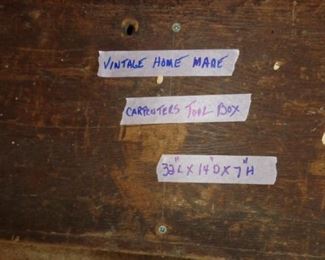 VINTAGE HOME MADE
CARPENTERS TOOL BOX
32"L X 14"D X 7"H